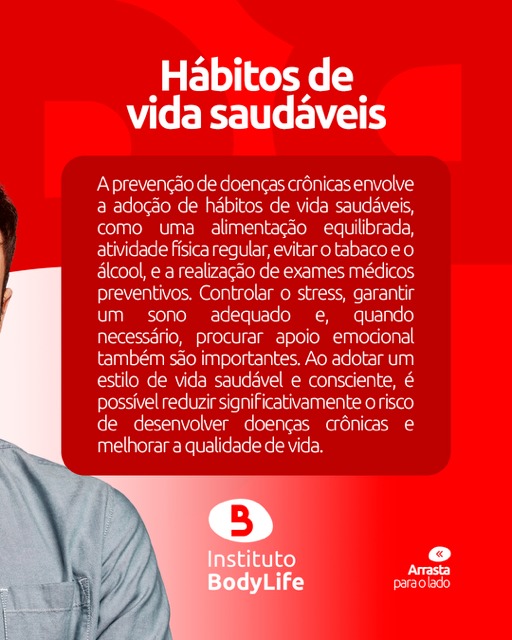 Hábitos de
vida saudáveis
A prevenção de doenças crônicas envolve
a adoção de hábitos de vida saudáveis,
como uma alimentação equilibrada,
atividade física regular, evitar o tabaco e o
álcool, e a realização de exames médicos
preventivos. Controlar o stress, garantir
um sono adequado e, quando
necessário, procurar apoio emocional
também são importantes. Ao adotar um
estilo de vida saudável e consciente, é
possível reduzir significativamente o risco
de desenvolver doenças crônicas e
melhorar a qualidade de vida.
B
Instituto
BodyLife
«
Arrasta
para o lado